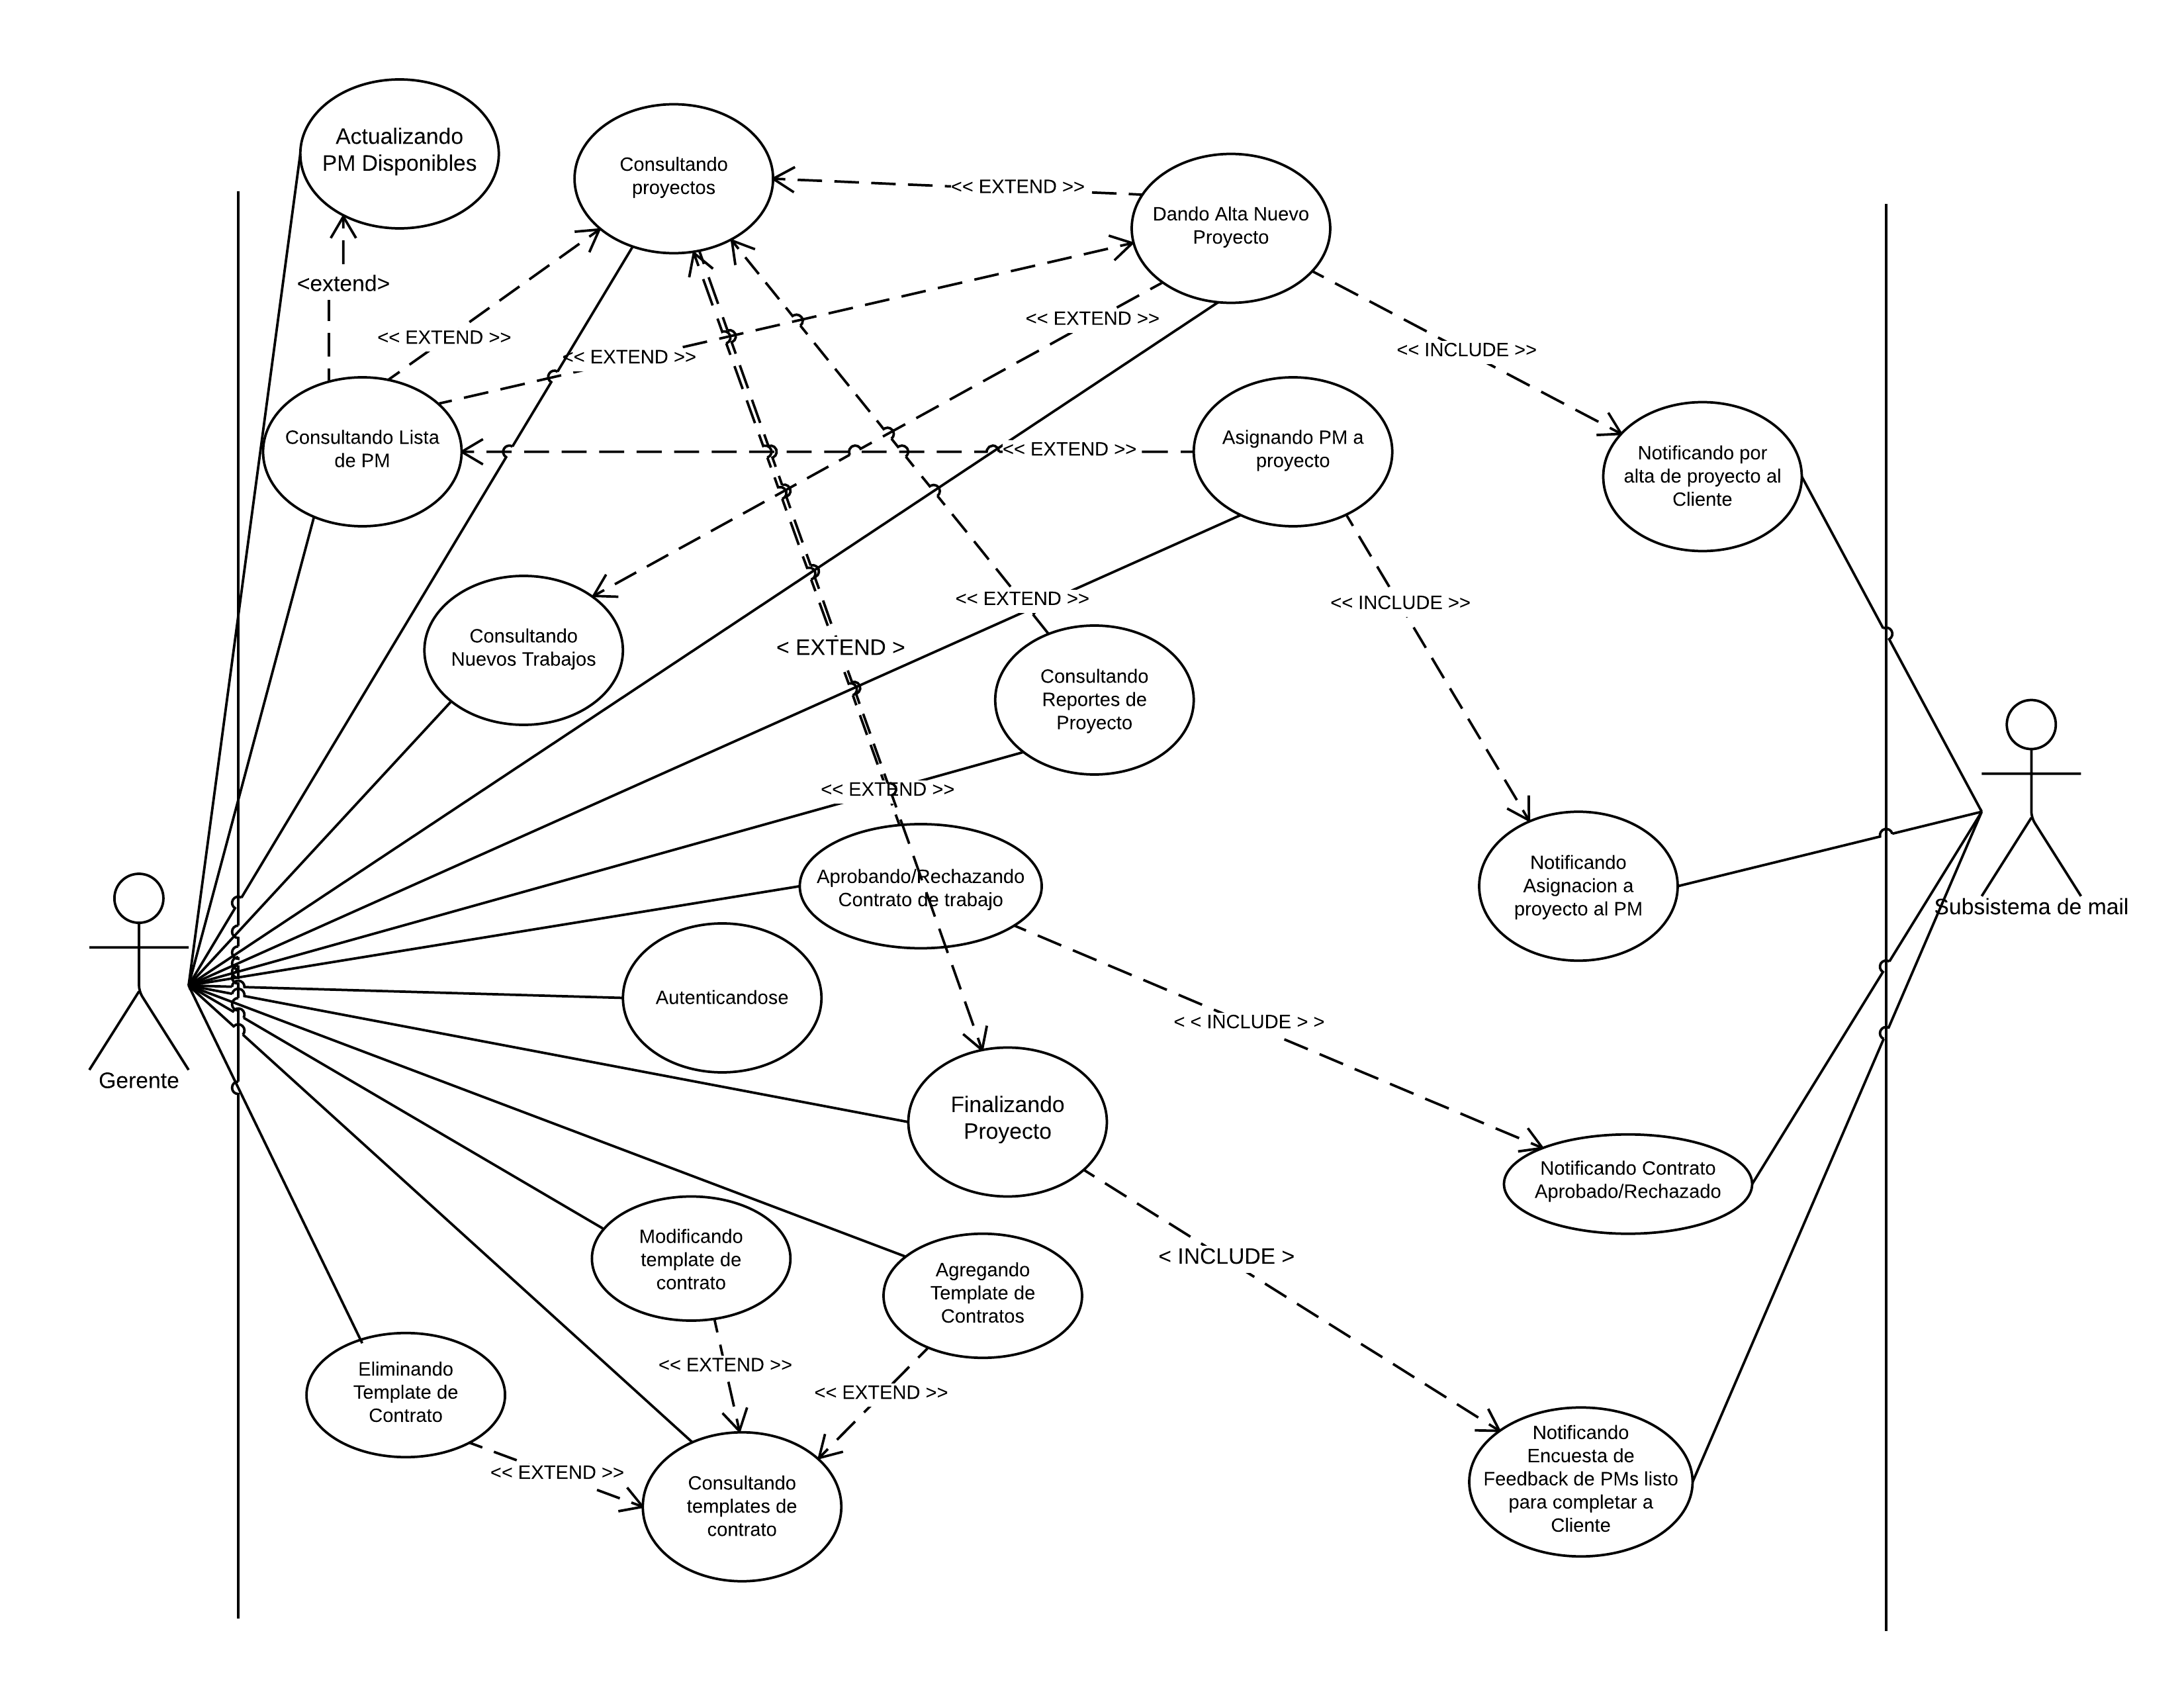 Actualizando
PM Disponibles
Consultando
proyectos
<< EXTEND >>
Dando Alta Nuevo
Proyecto
<extend>
<< EXTEND >>
<< EXTEND >>
<< EXTEND >>
<< INCLUDE >>
Consultando Lista
de PM
<< EXTEND >>
Asignando PM a
proyecto
Notificando por
alta de proyecto al
Cliente
<< EXTEND >>
<< INCLUDE >>
Consultando
Nuevos Trabajos
< EXTEND >
Consultando
Reportes de
Proyecto
<< EXTEND >>
Aprobando/Rechazando
Contrato de trabajo
Notificando
Asignacion a
proyecto al PM
Subsistema de mail
Autenticandose
< < INCLUDE > >
Gerente
Finalizando
Proyecto
Notificando Contrato
Aprobado/Rechazado
Modificando
template de
contrato
< INCLUDE >
Agregando
Template de
Contratos
<< EXTEND >>
<< EXTEND >>
Eliminando
Template de
Contrato
<< EXTEND >>
Consultando
templates de
contrato
Notificando
Encuesta de
Feedback de PMs listo
para completar a
Cliente